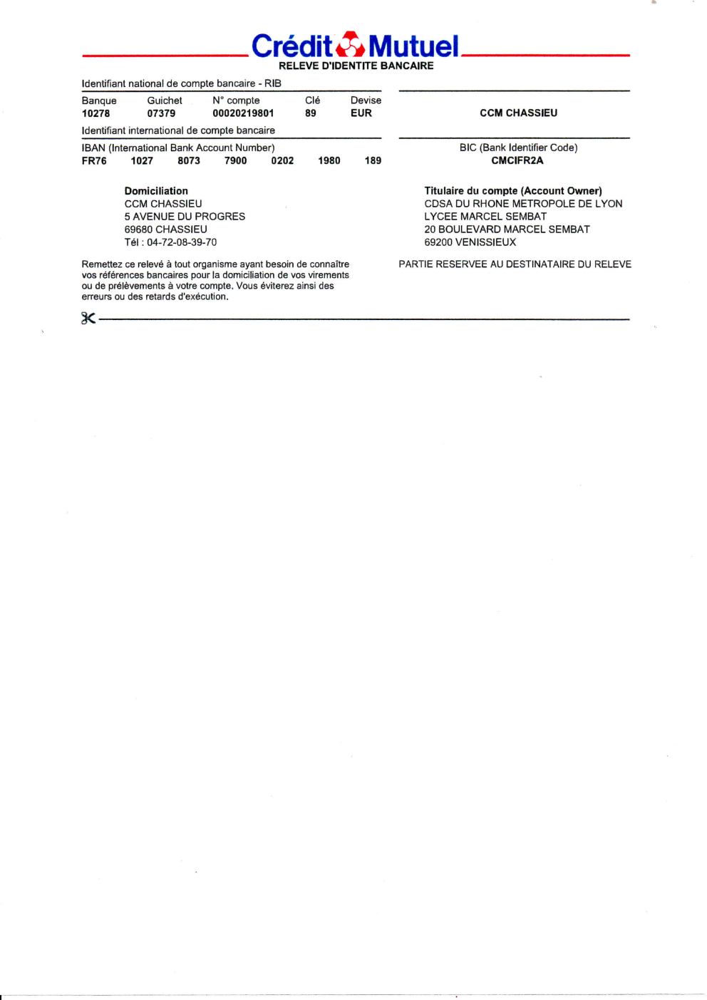 Crédit Mutuel
RELEVE D'IDENTITE BANCAIRE
Identifiant national de compte bancaire - RIB
Banque Guichet N° compte Clé Devise
10278 07379 00020219801 89 EUR
CCM CHASSIEU
Identifiant international de compte bancaire
IBAN (International Bank Account Number)
FR76 1027 8073 7900 0202 1980 189
BIC (Bank Identifier Code)
CMCIFR2A
Domiciliation
CCM CHASSIEU
5 AVENUE DU PROGRES
69680 CHASSIEU
Tél : 04-72-08-39-70
Titulaire du compte (Account Owner)
CDSA DU RHONE METROPOLE DE LYON
LYCEE MARCEL SEMBAT
20 BOULEVARD MARCEL SEMBAT
69200 VENISSIEUX
Remettez ce relevé à tout organisme ayant besoin de connaître
vos références bancaires pour la domiciliation de vos virements
ou de prélèvements à votre compte. Vous éviterez ainsi des
erreurs ou des retards d'exécution.
PARTIE RESERVEE AU DESTINATAIRE DU RELEVE